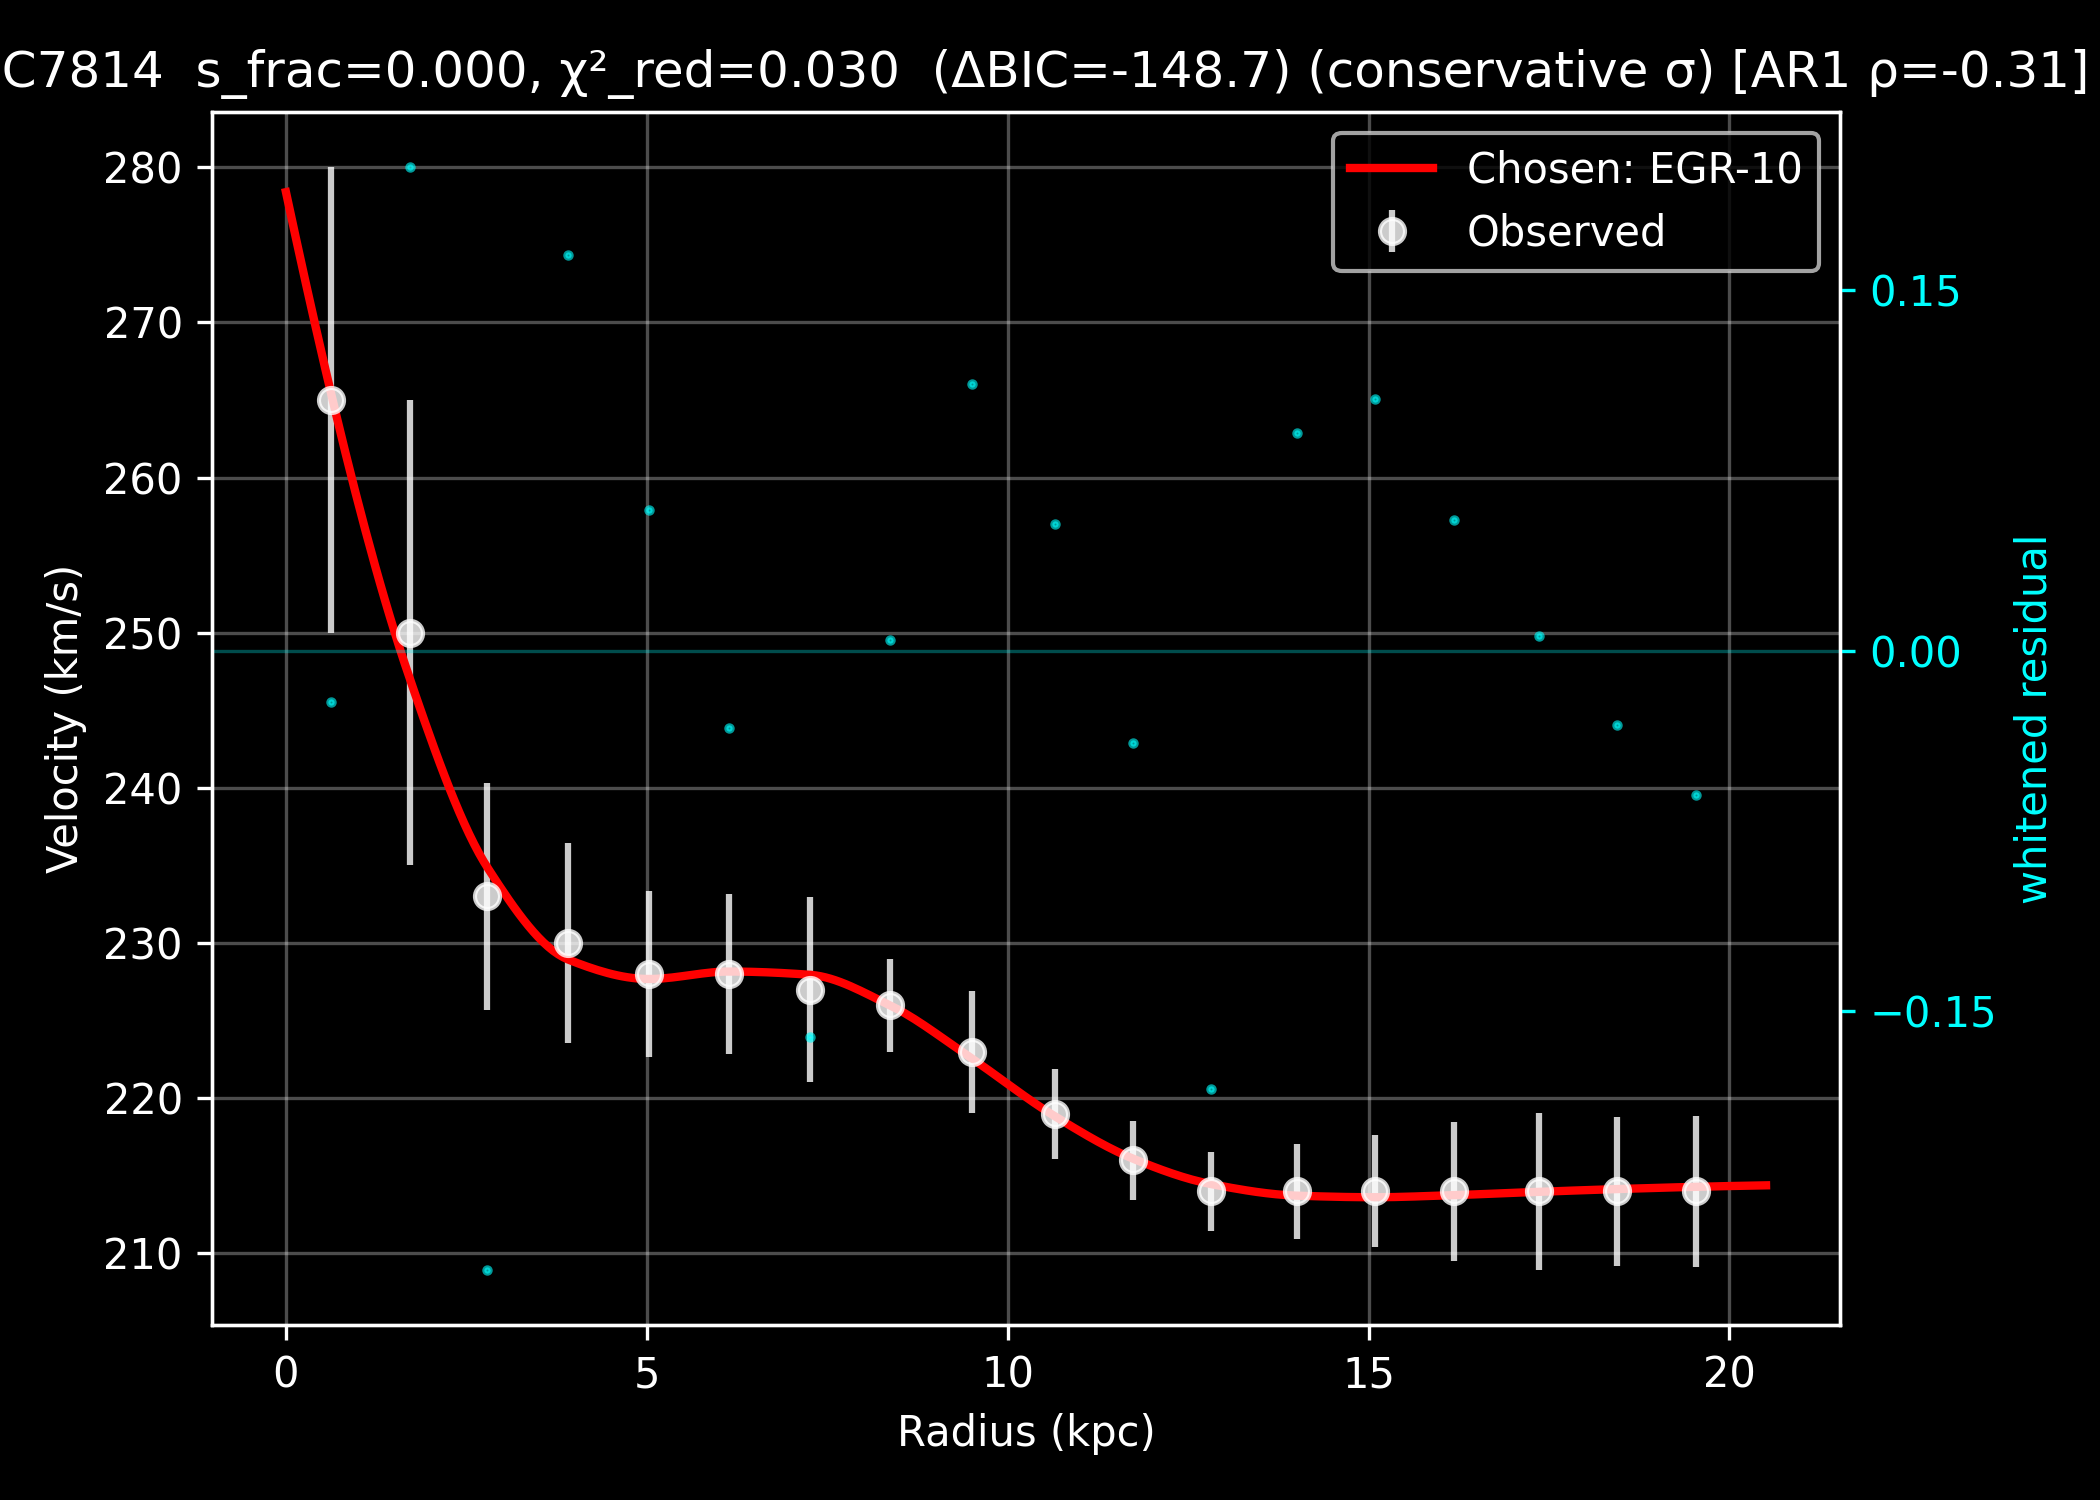 C7814  s_frac=0.000, χ²_red=0.030  (ΔBIC=-148.7) (conservative σ) [AR1 ρ=-0.31]
Chosen: EGR-10
Observed
Velocity (km/s)
280
270
260
250
240
230
220
210
0.15
0.00
−0.15
whitened residual
0 5 10 15 20
Radius (kpc)